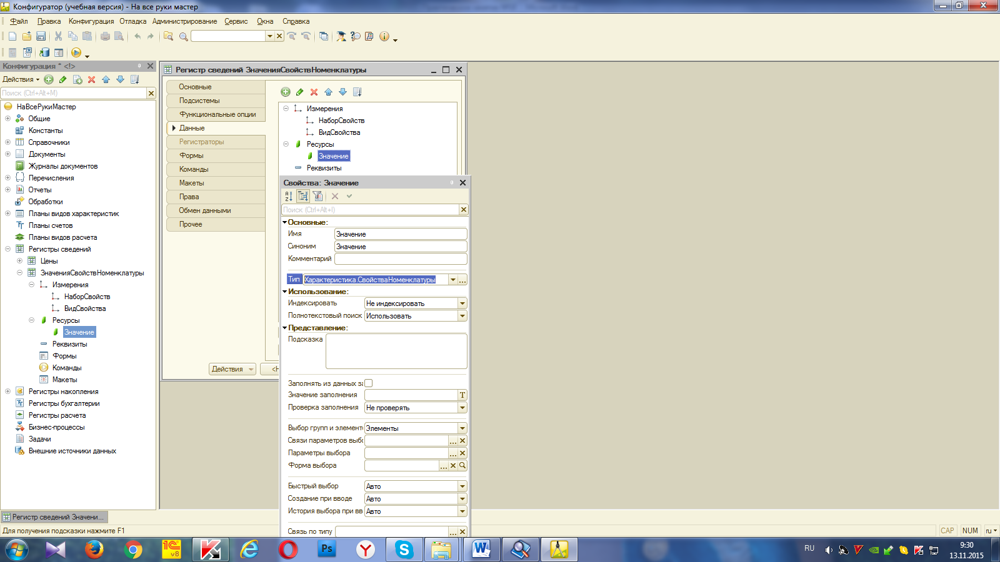 Конфигуратор (учебная версия) - На все руки мастер
Файл Правка Конфигурация Отладка Администрирование Сервис Окна Справка
Конфигурация * <!>
Действия
Поиск (Ctrl+Alt+M)
НаВсеРукиМастер
Общие
Константы
Справочники
Документы
Журналы документов
Перечисления
Отчеты
Обработки
Планы видов характеристик
Планы счетов
Планы видов расчета
Регистры сведений
Цены
ЗначенияСвойствНоменклатуры
Измерения
НаборСвойств
ВидСвойства
Ресурсы
Значение
Реквизиты
Формы
Команды
Макеты
Регистры накопления
Регистры бухгалтерии
Регистры расчета
Бизнес-процессы
Задачи
Внешние источники данных
Регистр сведений ЗначенияСвойствНоменклатуры
Основные
Подсистемы
Функциональные опции
Данные
Регистраторы
Формы
Команды
Макеты
Права
Обмен данными
Прочее
Измерения
НаборСвойств
ВидСвойства
Ресурсы
Значение
Реквизиты
Действия
<Н
Свойства: Значение
Поиск (Ctrl+Alt+I)
Основные:
Имя Значение
Синоним Значение
Комментарий
Тип Характеристика.СвойстваНоменклатуры
Использование:
Индексировать Не индексировать
Полнотекстовый поиск Использовать
Представление:
Подсказка
Заполнять из данных за
Значение заполнения T
Проверка заполнения Не проверять
Выбор групп и элементо Элементы
Связи параметров выбо
Параметры выбора
Форма выбора
Быстрый выбор Авто
Создание при вводе Авто
История выбора при вв Авто
Связь по типу
Регистр сведений Значени...
Для получения подсказки нажмите F1
CAP NUM ru
RU
9:30
13.11.2015